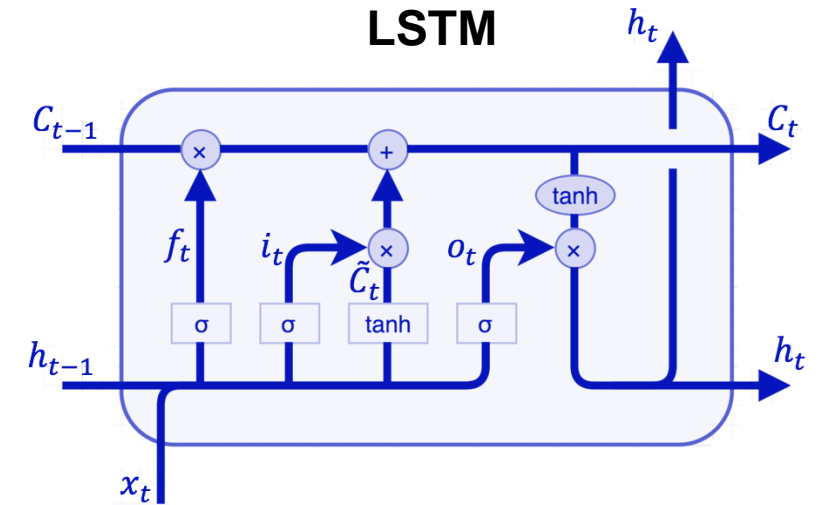 LSTM
h_t
C_{t-1}
C_t
×
+
tanh
f_t
i_t
×
o_t
×
C̃_t
σ
σ
tanh
σ
h_{t-1}
h_t
x_t